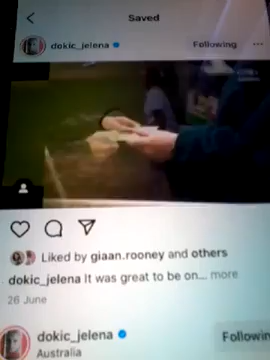 Saved
dokic_jelena
Following
Liked by giaan.rooney and others
dokic_jelena It was great to be on... more
26 June
dokic_jelena
Followin
Australia